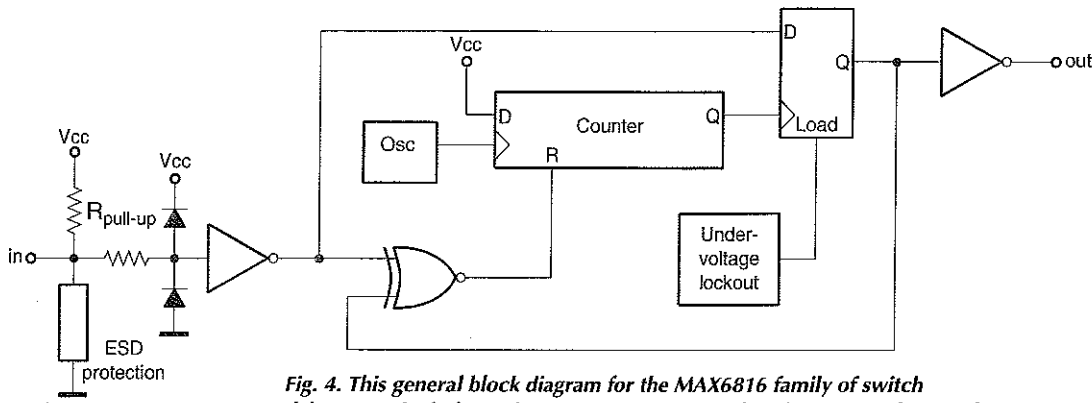 Vcc
D
Q
out
Vcc
D
Counter
Q
Load
Osc
R
Vcc
Vcc
Rpull-up
in
Under-
voltage
lockout
ESD
protection
Fig. 4. This general block diagram for the MAX6816 family of switch